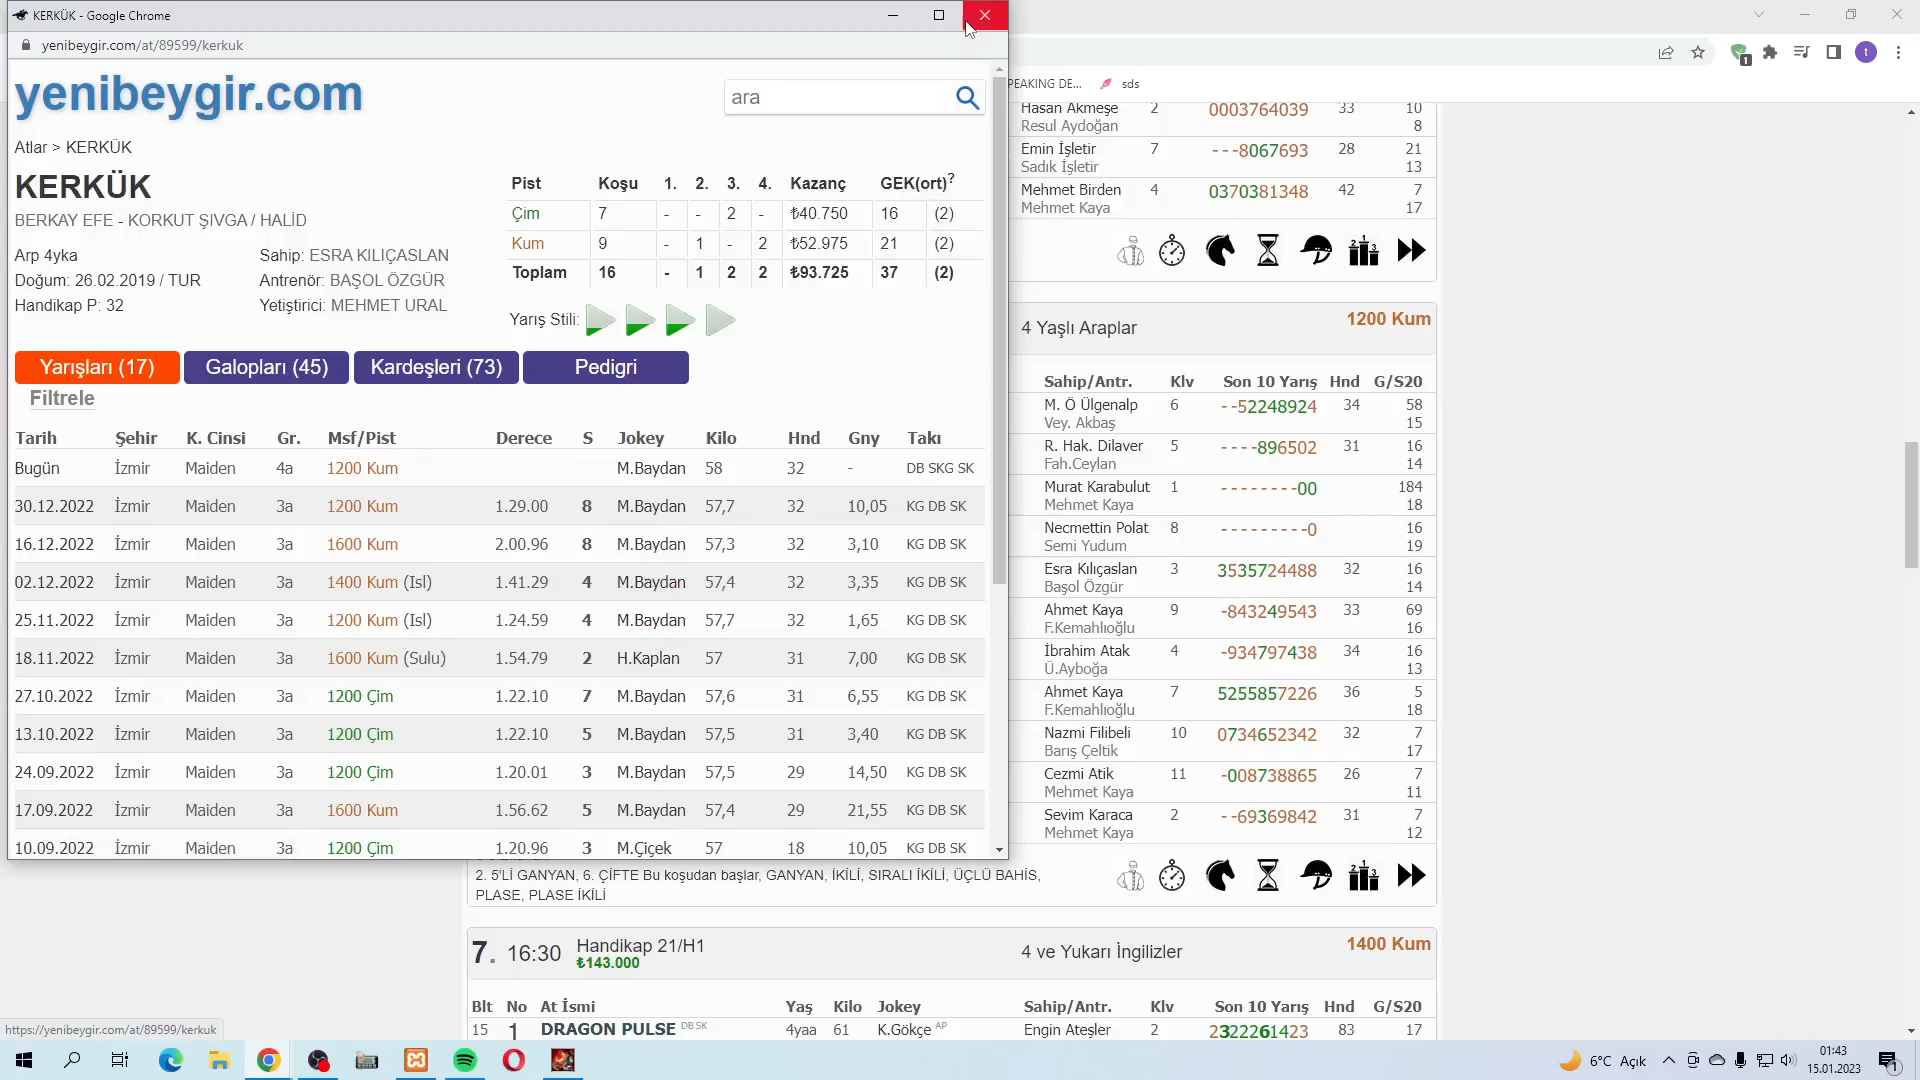 KERKÜK - Google Chrome
yenibeygir.com/at/89599/kerkuk
yenibeygir.com
ara
Atlar > KERKÜK
KERKÜK
BERKAY EFE - KORKUT ŞIVGA / HALİD
Arp 4yka
Sahip: ESRA KILIÇASLAN
Doğum: 26.02.2019 / TUR
Antrenör: BAŞOL ÖZGÜR
Handikap P: 32
Yetiştirici: MEHMET URAL
Pist Koşu 1. 2. 3. 4. Kazanç GEK(ort)?
Çim 7 - - 2 - ₺40.750 16 (2)
Kum 9 - 1 - 2 ₺52.975 21 (2)
Toplam 16 - 1 2 2 ₺93.725 37 (2)
Yarış Stili:
Yarışları (17) Galopları (45) Kardeşleri (73) Pedigri
Filtrele
Tarih Şehir K. Cinsi Gr. Msf/Pist Derece S Jokey Kilo Hnd Gny Takı
Bugün İzmir Maiden 4a 1200 Kum M.Baydan 58 32 - DB SKG SK
30.12.2022 İzmir Maiden 3a 1200 Kum 1.29.00 8 M.Baydan 57,7 32 10,05 KG DB SK
16.12.2022 İzmir Maiden 3a 1600 Kum 2.00.96 8 M.Baydan 57,3 32 3,10 KG DB SK
02.12.2022 İzmir Maiden 3a 1400 Kum (Isl) 1.41.29 4 M.Baydan 57,4 32 3,35 KG DB SK
25.11.2022 İzmir Maiden 3a 1200 Kum (Isl) 1.24.59 4 M.Baydan 57,7 32 1,65 KG DB SK
18.11.2022 İzmir Maiden 3a 1600 Kum (Sulu) 1.54.79 2 H.Kaplan 57 31 7,00 KG DB SK
27.10.2022 İzmir Maiden 3a 1200 Çim 1.22.10 7 M.Baydan 57,6 31 6,55 KG DB SK
13.10.2022 İzmir Maiden 3a 1200 Çim 1.22.10 5 M.Baydan 57,5 31 3,40 KG DB SK
24.09.2022 İzmir Maiden 3a 1200 Çim 1.20.01 3 M.Baydan 57,5 29 14,50 KG DB SK
17.09.2022 İzmir Maiden 3a 1600 Kum 1.56.62 5 M.Baydan 57,4 29 21,55 KG DB SK
10.09.2022 İzmir Maiden 3a 1200 Çim 1.20.96 3 M.Çiçek 57 18 10,05 KG DB SK
PEAKING DE... sds
1
t
Hasan Akmeşe 2 0003764039 33 10
Resul Aydoğan 8
Emin İşletir 7 ---8067693 28 21
Sadık İşletir 13
Mehmet Birden 4 0370381348 42 7
Mehmet Kaya 17
4 Yaşlı Araplar 1200 Kum
Sahip/Antr. Klv Son 10 Yarış Hnd G/S20
M. Ö Ülgenalp 6 --52248924 34 58
Vey. Akbaş 15
R. Hak. Dilaver 5 ----896502 31 16
Fah.Ceylan 14
Murat Karabulut 1 --------00 184
Mehmet Kaya 18
Necmettin Polat 8 ---------0 16
Semi Yudum 19
Esra Kılıçaslan 3 3535724488 32 16
Başol Özgür 14
Ahmet Kaya 9 -843249543 33 69
F.Kemahlıoğlu 16
İbrahim Atak 4 -934797438 34 16
Ü.Ayboğa 13
Ahmet Kaya 7 5255857226 36 5
F.Kemahlıoğlu 18
Nazmi Filibeli 10 0734652342 32 7
Barış Çeltik 17
Cezmi Atik 11 -008738865 26 7
Mehmet Kaya 11
Sevim Karaca 2 --69369842 31 7
Mehmet Kaya 12
2. 5'Lİ GANYAN, 6. ÇİFTE Bu koşudan başlar, GANYAN, İKİLİ, SIRALI İKİLİ, ÜÇLÜ BAHİS,
PLASE, PLASE İKİLİ
7. 16:30 Handikap 21/H1 4 ve Yukarı İngilizler 1400 Kum
₺143.000
Blt No At İsmi Yaş Kilo Jokey Sahip/Antr. Klv Son 10 Yarış Hnd G/S20
15 1 DRAGON PULSE DB SK 4yaa 61 K.Gökçe AP Engin Ateşler 2 2322261423 83 17
https://yenibeygir.com/at/89599/kerkuk
6°C Açık
01:43
15.01.2023
1